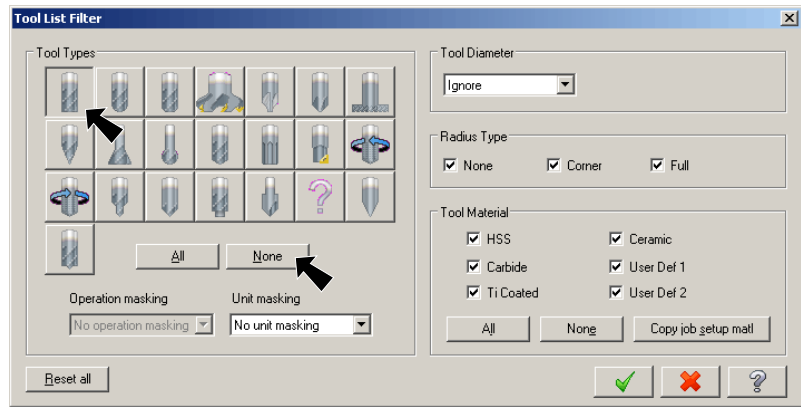 Tool List Filter
Tool Types
All
None
Operation masking
Unit masking
No operation masking
No unit masking
Tool Diameter
Ignore
Radius Type
None
Corner
Full
Tool Material
HSS
Ceramic
Carbide
User Def 1
Ti Coated
User Def 2
All
None
Copy job setup matl
Reset all